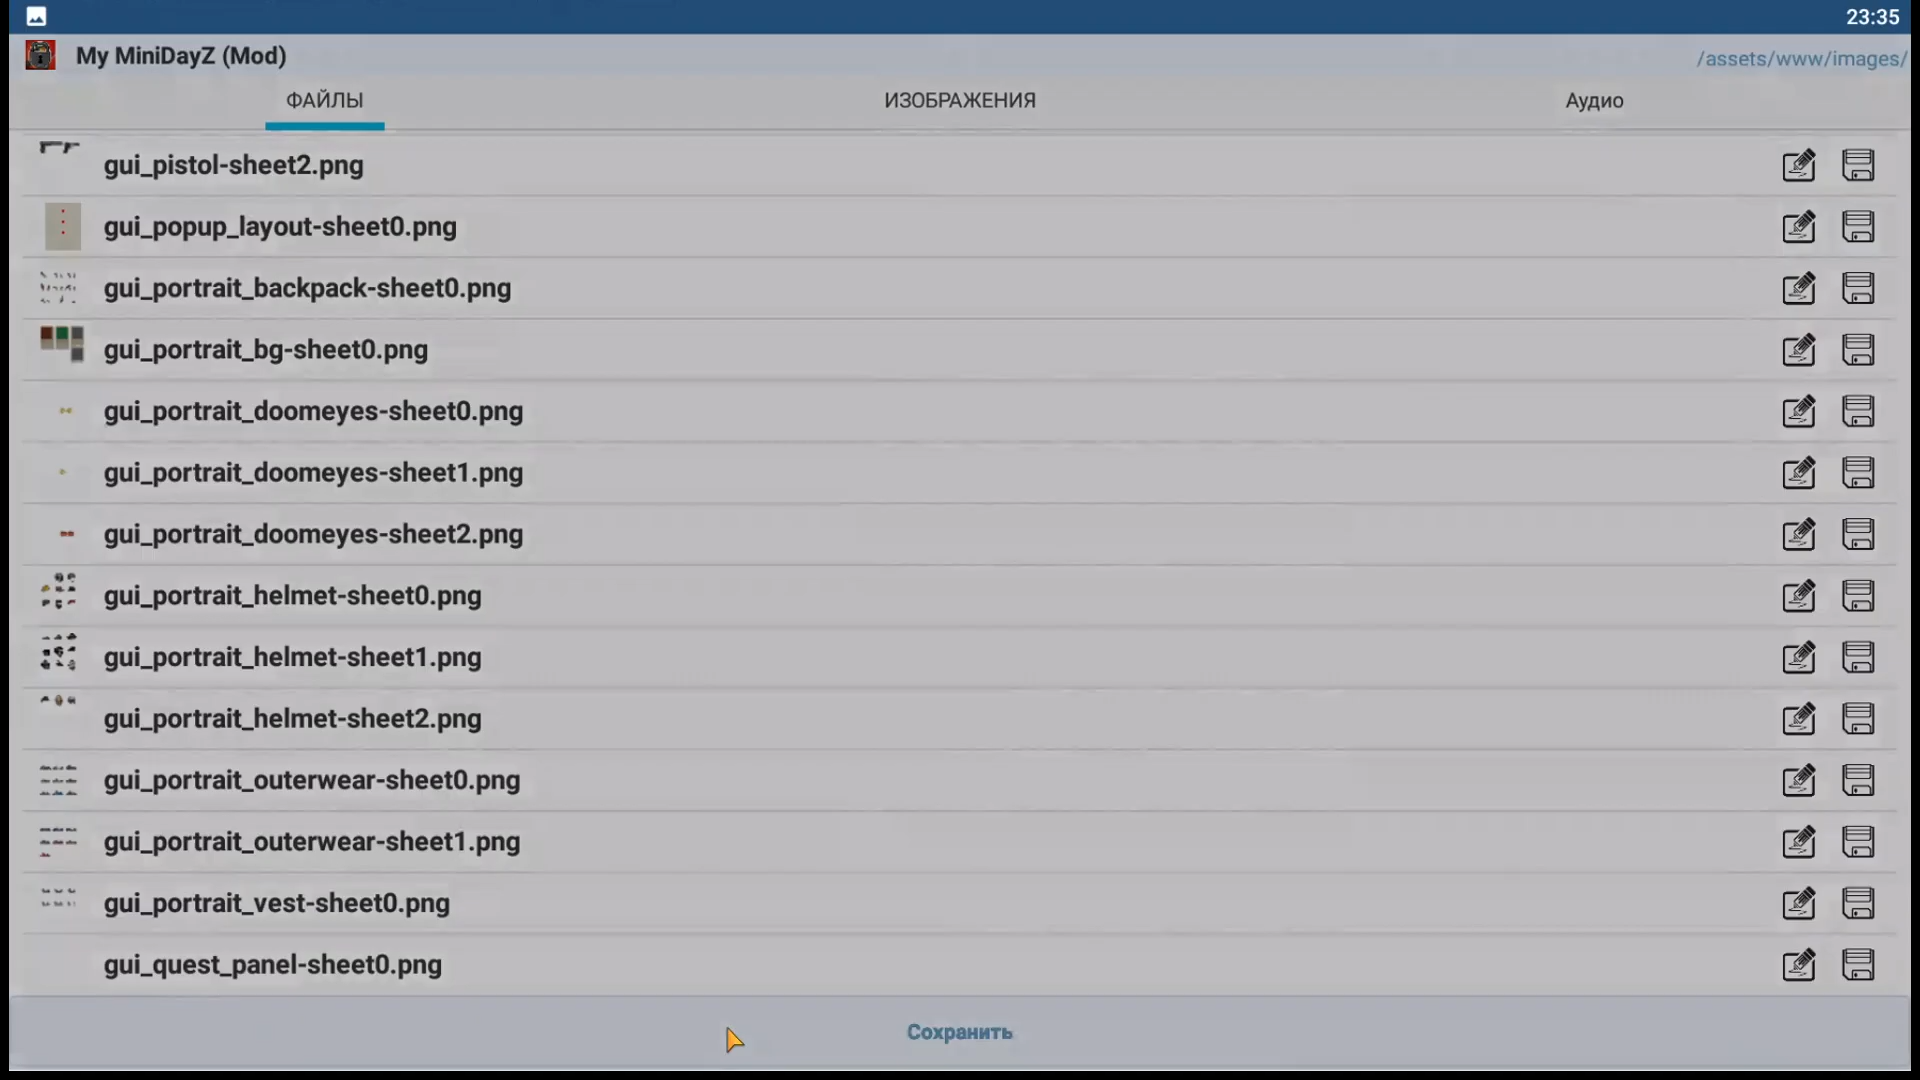 23:35
My MiniDayZ (Mod)
/assets/www/images/
ФАЙЛЫ
ИЗОБРАЖЕНИЯ
Аудио
gui_pistol-sheet2.png
gui_popup_layout-sheet0.png
gui_portrait_backpack-sheet0.png
gui_portrait_bg-sheet0.png
gui_portrait_doomeyes-sheet0.png
gui_portrait_doomeyes-sheet1.png
gui_portrait_doomeyes-sheet2.png
gui_portrait_helmet-sheet0.png
gui_portrait_helmet-sheet1.png
gui_portrait_helmet-sheet2.png
gui_portrait_outerwear-sheet0.png
gui_portrait_outerwear-sheet1.png
gui_portrait_vest-sheet0.png
gui_quest_panel-sheet0.png
Сохранить